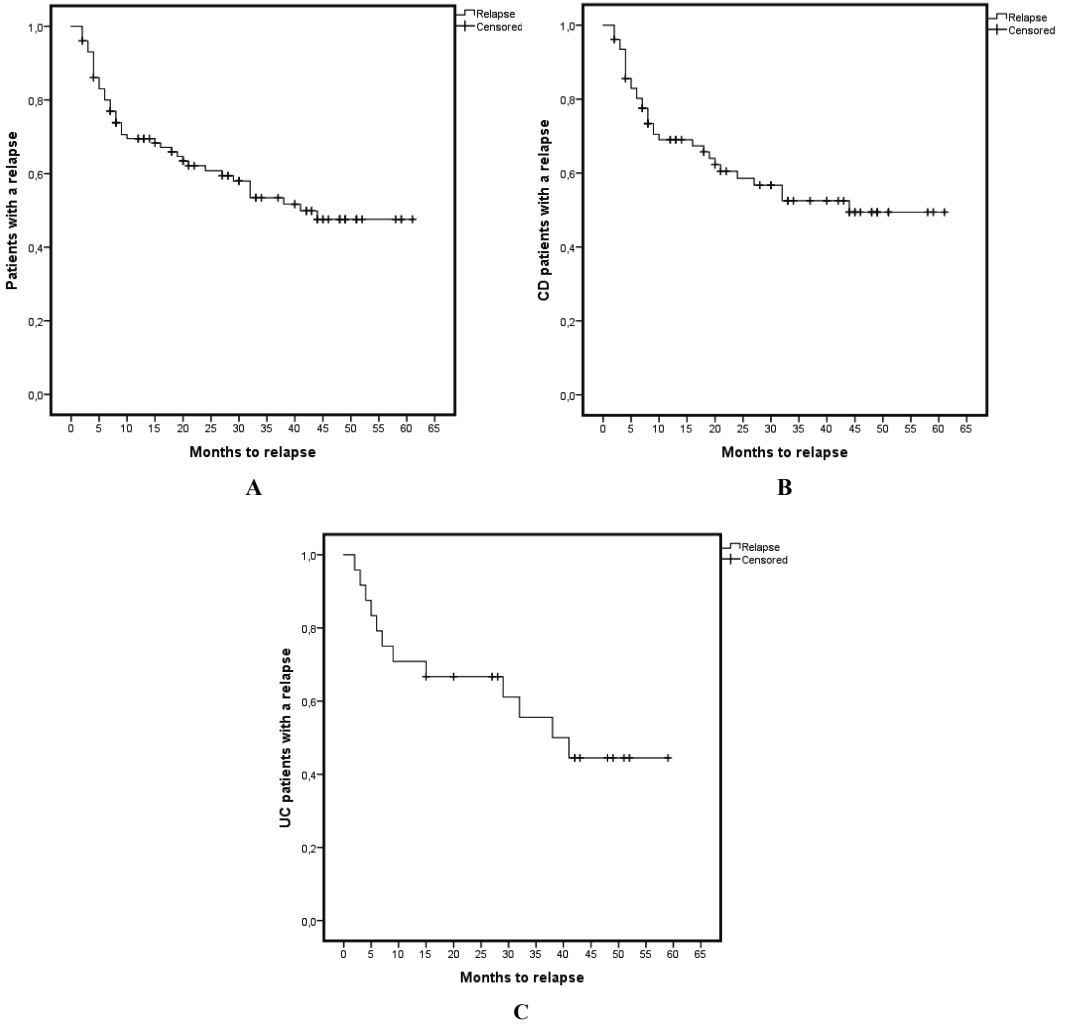 Relapse
Censored
Patients with a relapse
1,0
0,8
0,6
0,4
0,2
0,0
0 5 10 15 20 25 30 35 40 45 50 55 60 65
Months to relapse
A
Relapse
Censored
CD patients with a relapse
1,0
0,8
0,6
0,4
0,2
0,0
0 5 10 15 20 25 30 35 40 45 50 55 60 65
Months to relapse
B
Relapse
Censored
UC patients with a relapse
1,0
0,8
0,6
0,4
0,2
0,0
0 5 10 15 20 25 30 35 40 45 50 55 60 65
Months to relapse
C